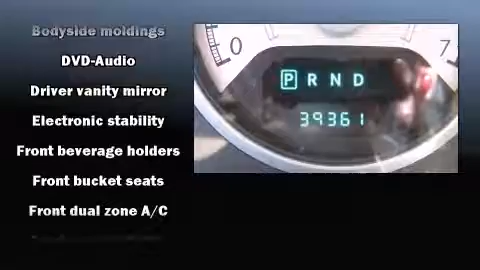 Bodyside moldings
DVD-Audio
Driver vanity mirror
Electronic stability
Front beverage holders
Front bucket seats
Front dual zone A/C
0
7
P R N D
39361